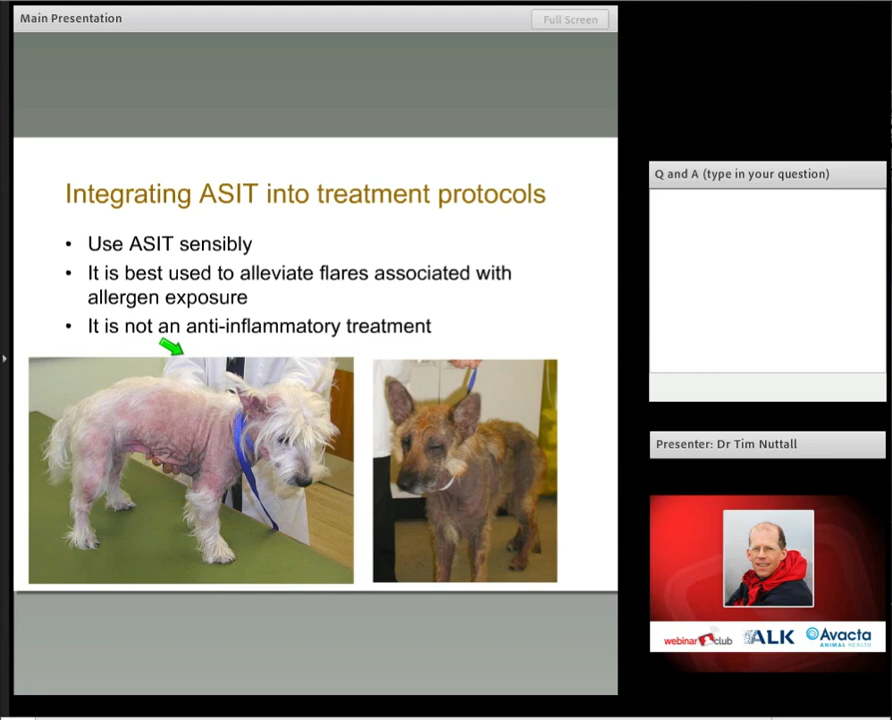 Main Presentation
Full Screen
Integrating ASIT into treatment protocols
• Use ASIT sensibly
• It is best used to alleviate flares associated with
allergen exposure
• It is not an anti-inflammatory treatment
Q and A (type in your question)
Presenter: Dr Tim Nuttall
webinar club
ALK
Avacta
ANIMAL HEALTH